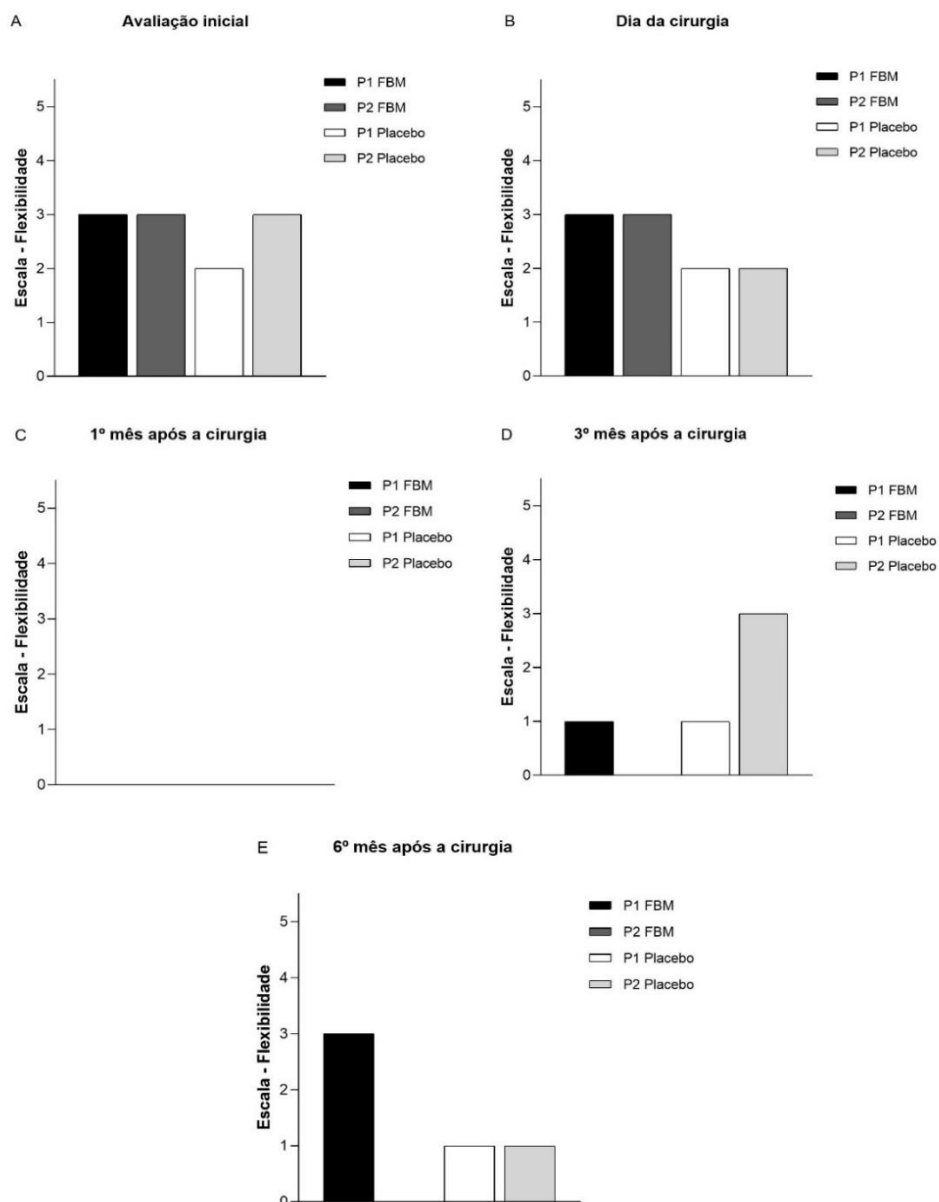 A
Avaliação inicial
Escala - Flexibilidade
5
4
3
2
1
0
P1 FBM
P2 FBM
P1 Placebo
P2 Placebo
B
Dia da cirurgia
Escala - Flexibilidade
5
4
3
2
1
0
P1 FBM
P2 FBM
P1 Placebo
P2 Placebo
C
1º mês após a cirurgia
Escala - Flexibilidade
5
4
3
2
1
0
P1 FBM
P2 FBM
P1 Placebo
P2 Placebo
D
3º mês após a cirurgia
Escala - Flexibilidade
5
4
3
2
1
0
P1 FBM
P2 FBM
P1 Placebo
P2 Placebo
E
6º mês após a cirurgia
Escala - Flexibilidade
5
4
3
2
1
0
P1 FBM
P2 FBM
P1 Placebo
P2 Placebo